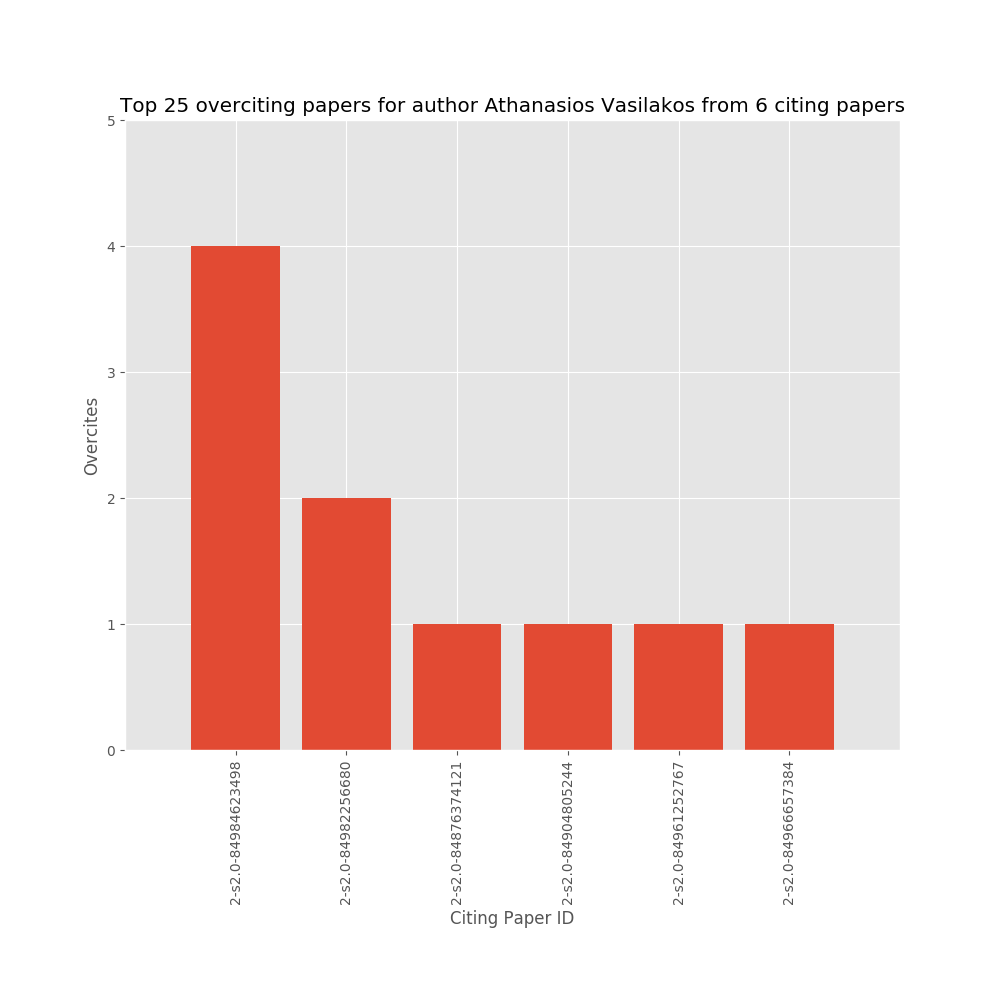 Top 25 overciting papers for author Athanasios Vasilakos from 6 citing papers
5
4
3
2
1
0
Overcites
2-s2.0-84984623498
2-s2.0-84982256680
2-s2.0-84876374121
2-s2.0-84904805244
2-s2.0-84961252767
2-s2.0-84966657384
Citing Paper ID